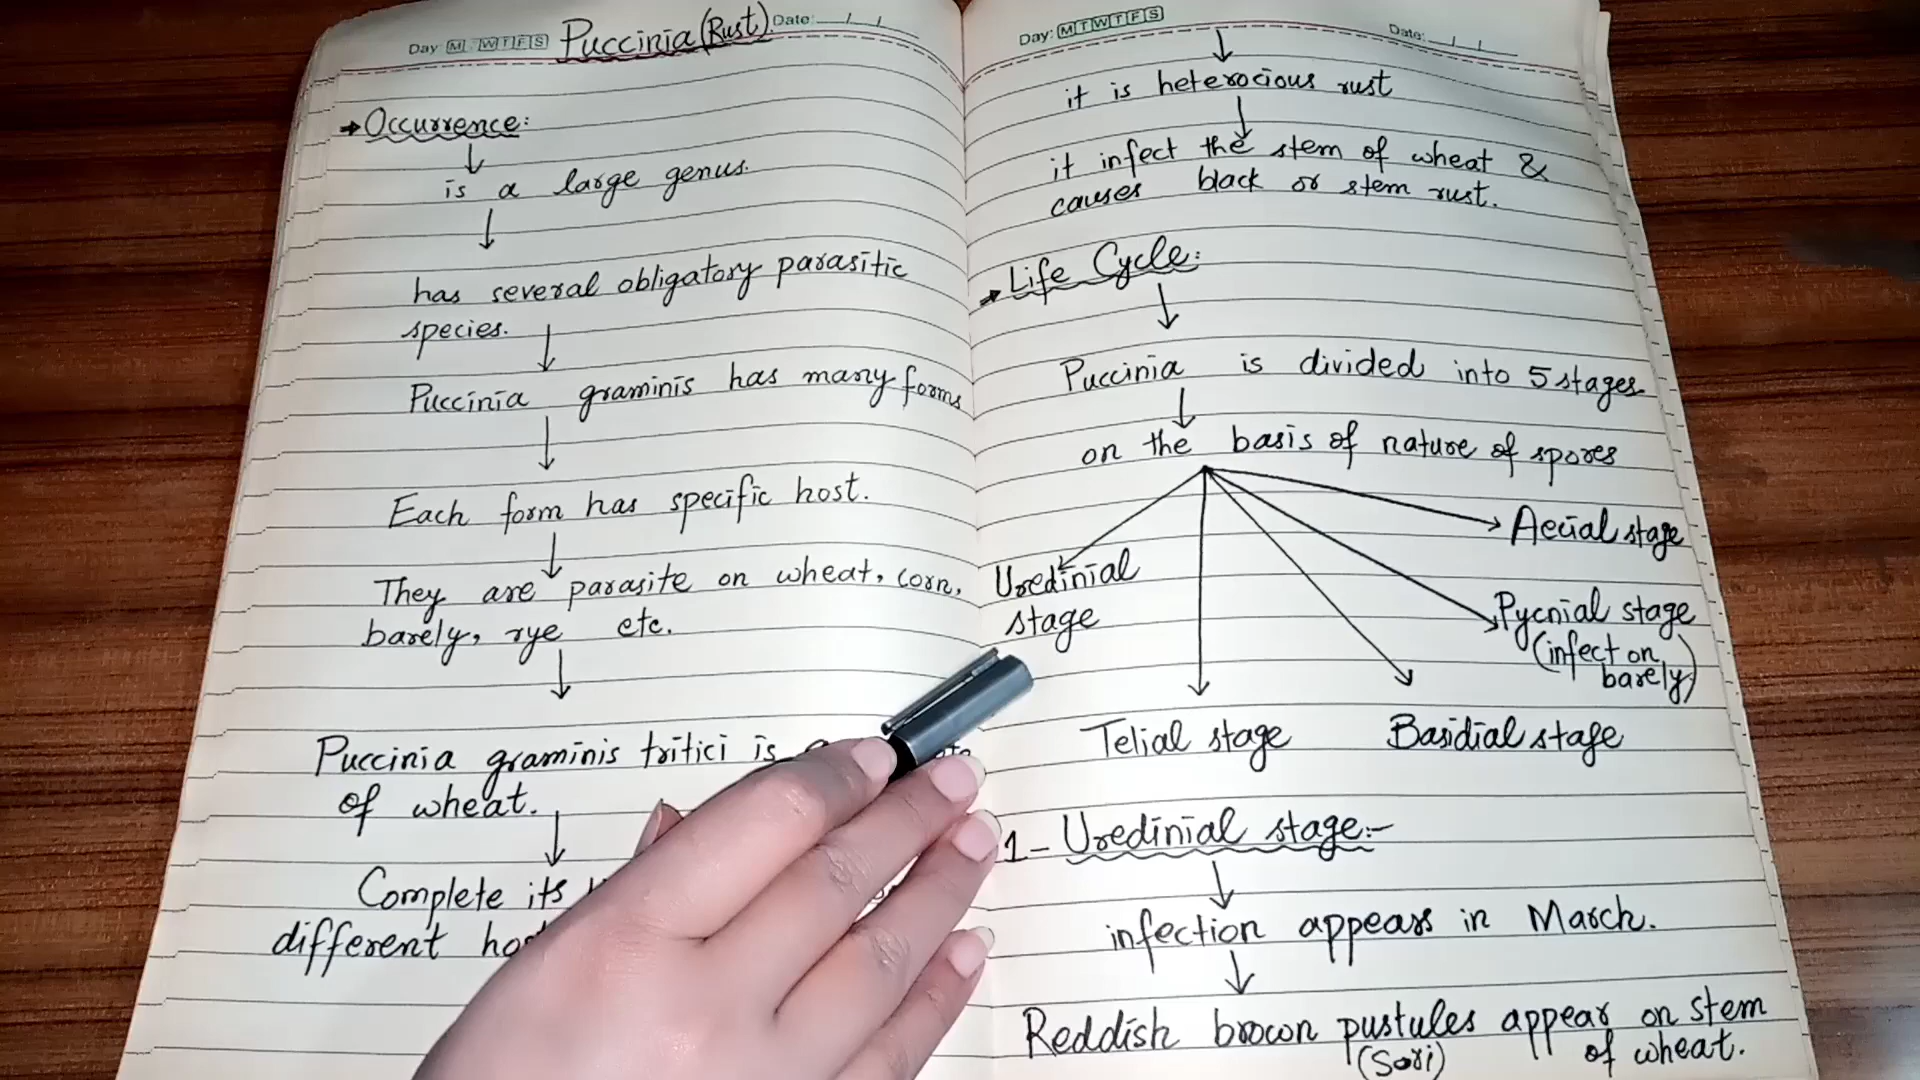 Day M WTFS Puccinia (Rust) Date:
→ Occurrence:
is a large genus.
has several obligatory parasitic
species.
Puccinia graminis has many forms
Each form has specific host.
They are parasite on wheat, corn,
barely, rye etc.
Puccinia graminis tritici is
of wheat.
Complete its
different
Day: MTWTFS Date:
it is heterocious rust
it infect the stem of wheat &
causes black or stem rust.
→ Life Cycle:
Puccinia is divided into 5 stages
on the basis of nature of spores
Aecial stage
Uredinial
stage
Pycnial stage
(infect on
barely)
Telial stage
Basidial stage
1- Uredinial stage:-
infection appears in March.
Reddish brown pustules appear on stem
(Sori) of wheat.